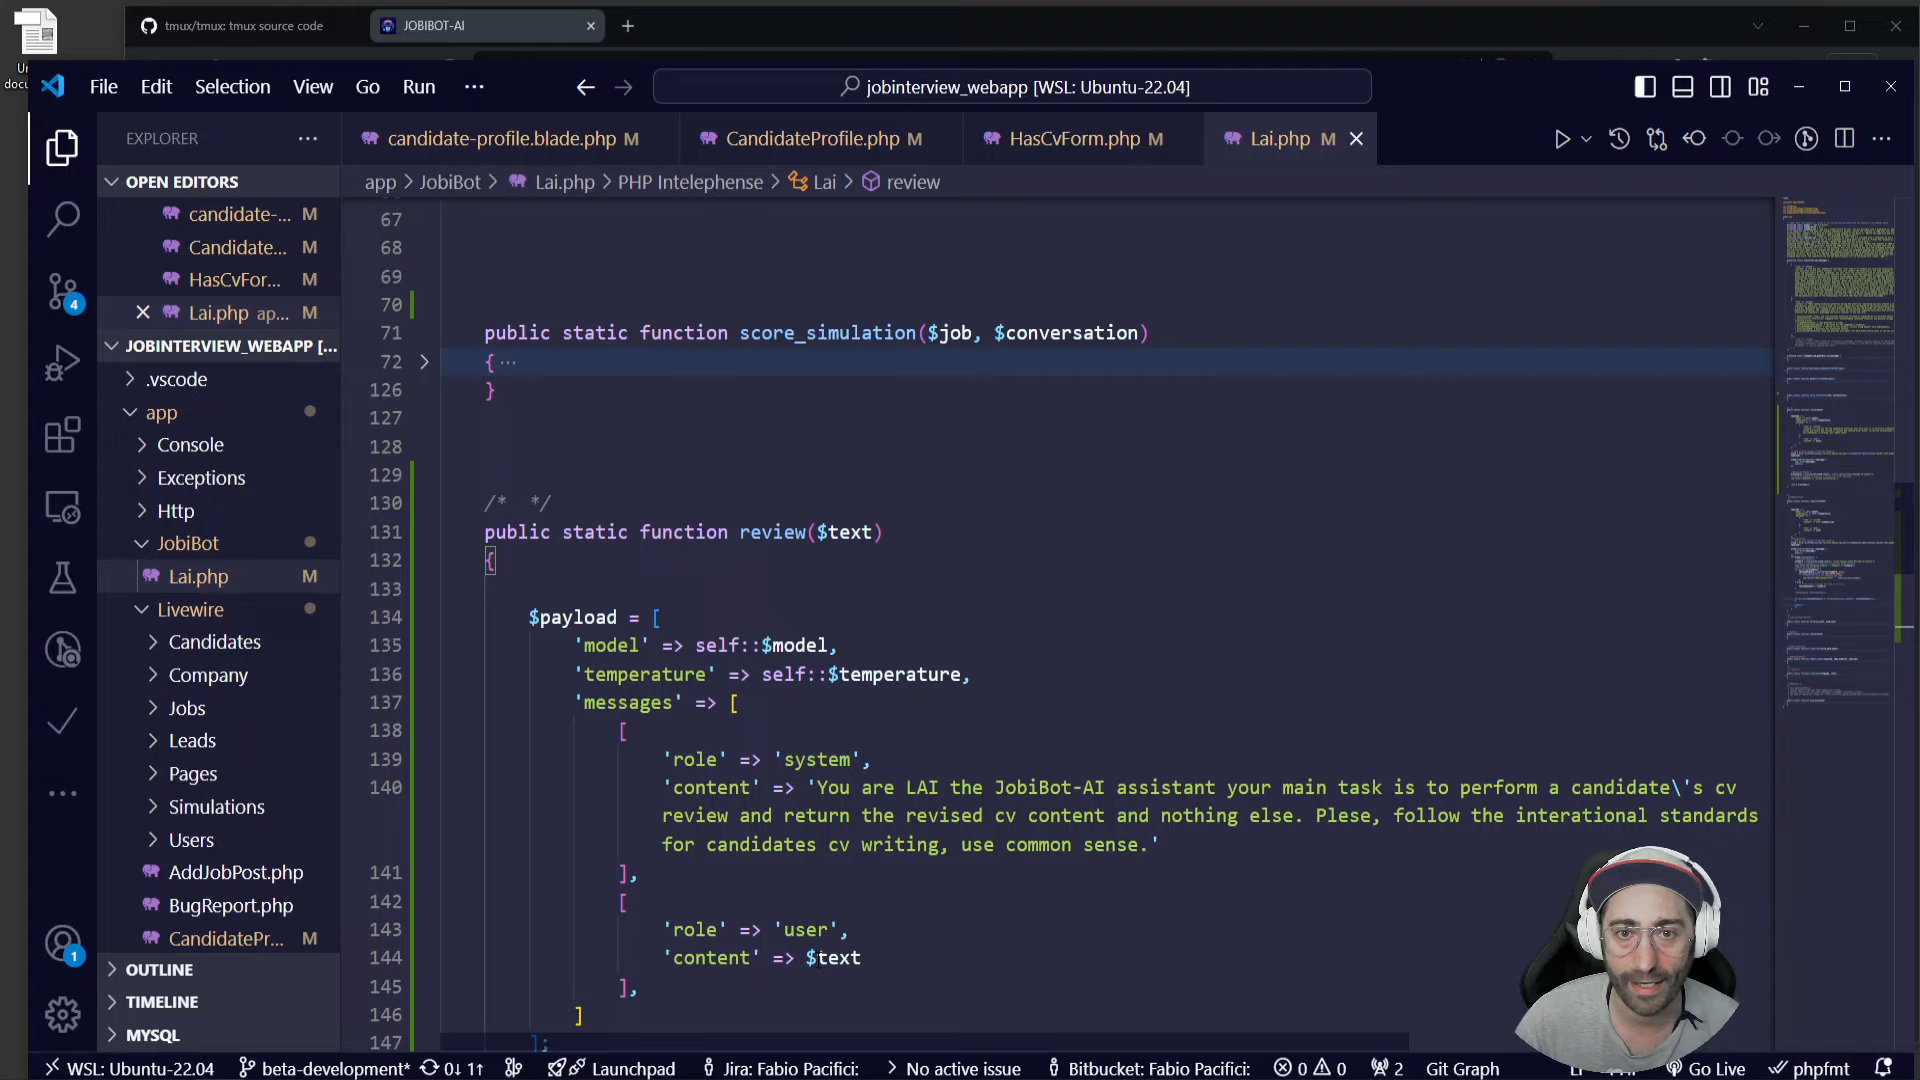 tmux/tmux: tmux source code
JOBIBOT-AI
Un
docu
File Edit Selection View Go Run ···
jobinterview_webapp [WSL: Ubuntu-22.04]
EXPLORER
candidate-profile.blade.php M
CandidateProfile.php M
HasCvForm.php M
Lai.php M
app > JobiBot > Lai.php > PHP Intelephense > Lai > review
OPEN EDITORS
candidate-... M
Candidate... M
HasCvFor... M
Lai.php ap... M
JOBINTERVIEW_WEBAPP [...
.vscode
app
Console
Exceptions
Http
JobiBot
Lai.php M
Livewire
Candidates
Company
Jobs
Leads
Pages
Simulations
Users
AddJobPost.php
BugReport.php
CandidatePr... M
OUTLINE
TIMELINE
MYSQL
4
1
67
68
69
70
71 public static function score_simulation($job, $conversation)
72 { ···
126 }
127
128
129
130 /*  */
131 public static function review($text)
132 {
133
134 $payload = [
135 'model' => self::$model,
136 'temperature' => self::$temperature,
137 'messages' => [
138 [
139 'role' => 'system',
140 'content' => 'You are LAI the JobiBot-AI assistant your main task is to perform a candidate\'s cv
review and return the revised cv content and nothing else. Plese, follow the interational standards
for candidates cv writing, use common sense.'
141 ],
142 [
143 'role' => 'user',
144 'content' => $text
145 ],
146 ]
147 ];
WSL: Ubuntu-22.04 beta-development* 0↓ 1↑ Launchpad Jira: Fabio Pacifici: No active issue Bitbucket: Fabio Pacifici: 0 0 2 Git Graph Go Live phpfmt